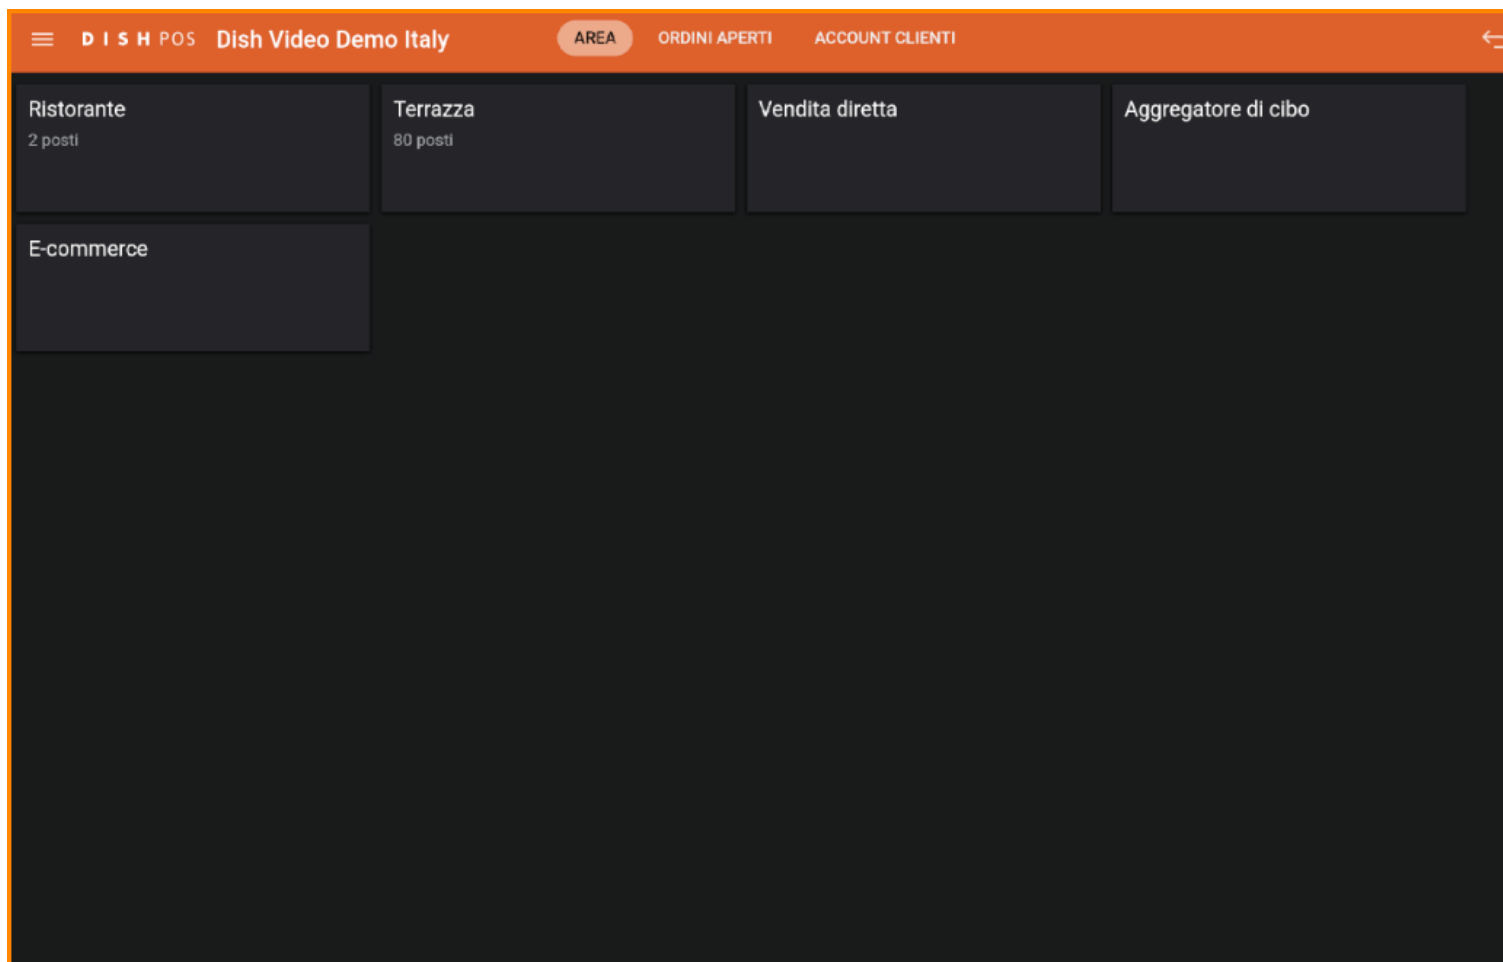 DISH POS Dish Video Demo Italy AREA ORDINI APERTI ACCOUNT CLIENTI
Ristorante
2 posti
Terrazza
80 posti
Vendita diretta
Aggregatore di cibo
E-commerce